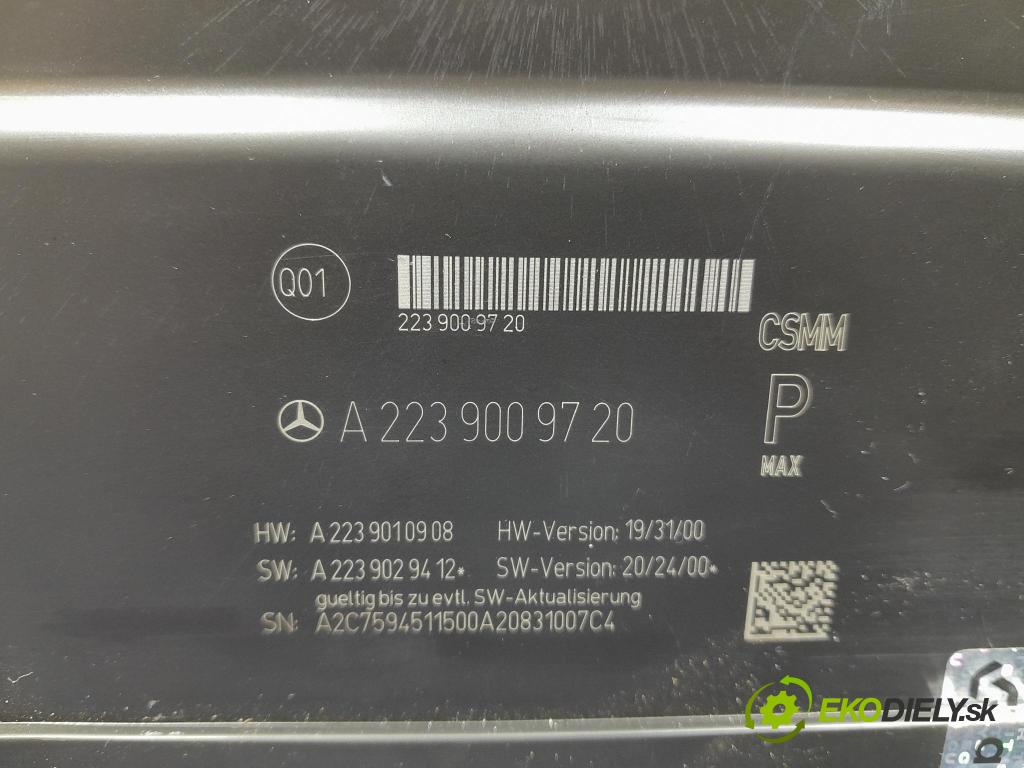 Q01
223 900 97 20
CSMM
A 223 900 97 20
P
MAX
HW: A 223 901 09 08 HW-Version: 19/31/00
SW: A 223 902 94 12* SW-Version: 20/24/00*
gueltig bis zu evtl. SW-Aktualisierung
SN: A2C7594511500A20831007C4
EKODIELY.sk